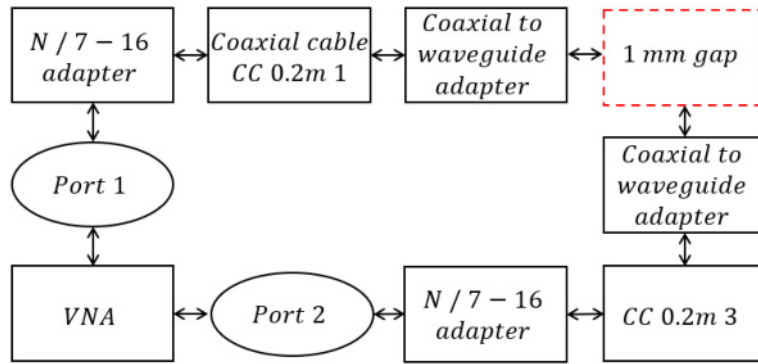 N / 7 − 16
adapter
Coaxial cable
CC 0.2m 1
Coaxial to
waveguide
adapter
1 mm gap
Port 1
Coaxial to
waveguide
adapter
VNA
Port 2
N / 7 − 16
adapter
CC 0.2m 3